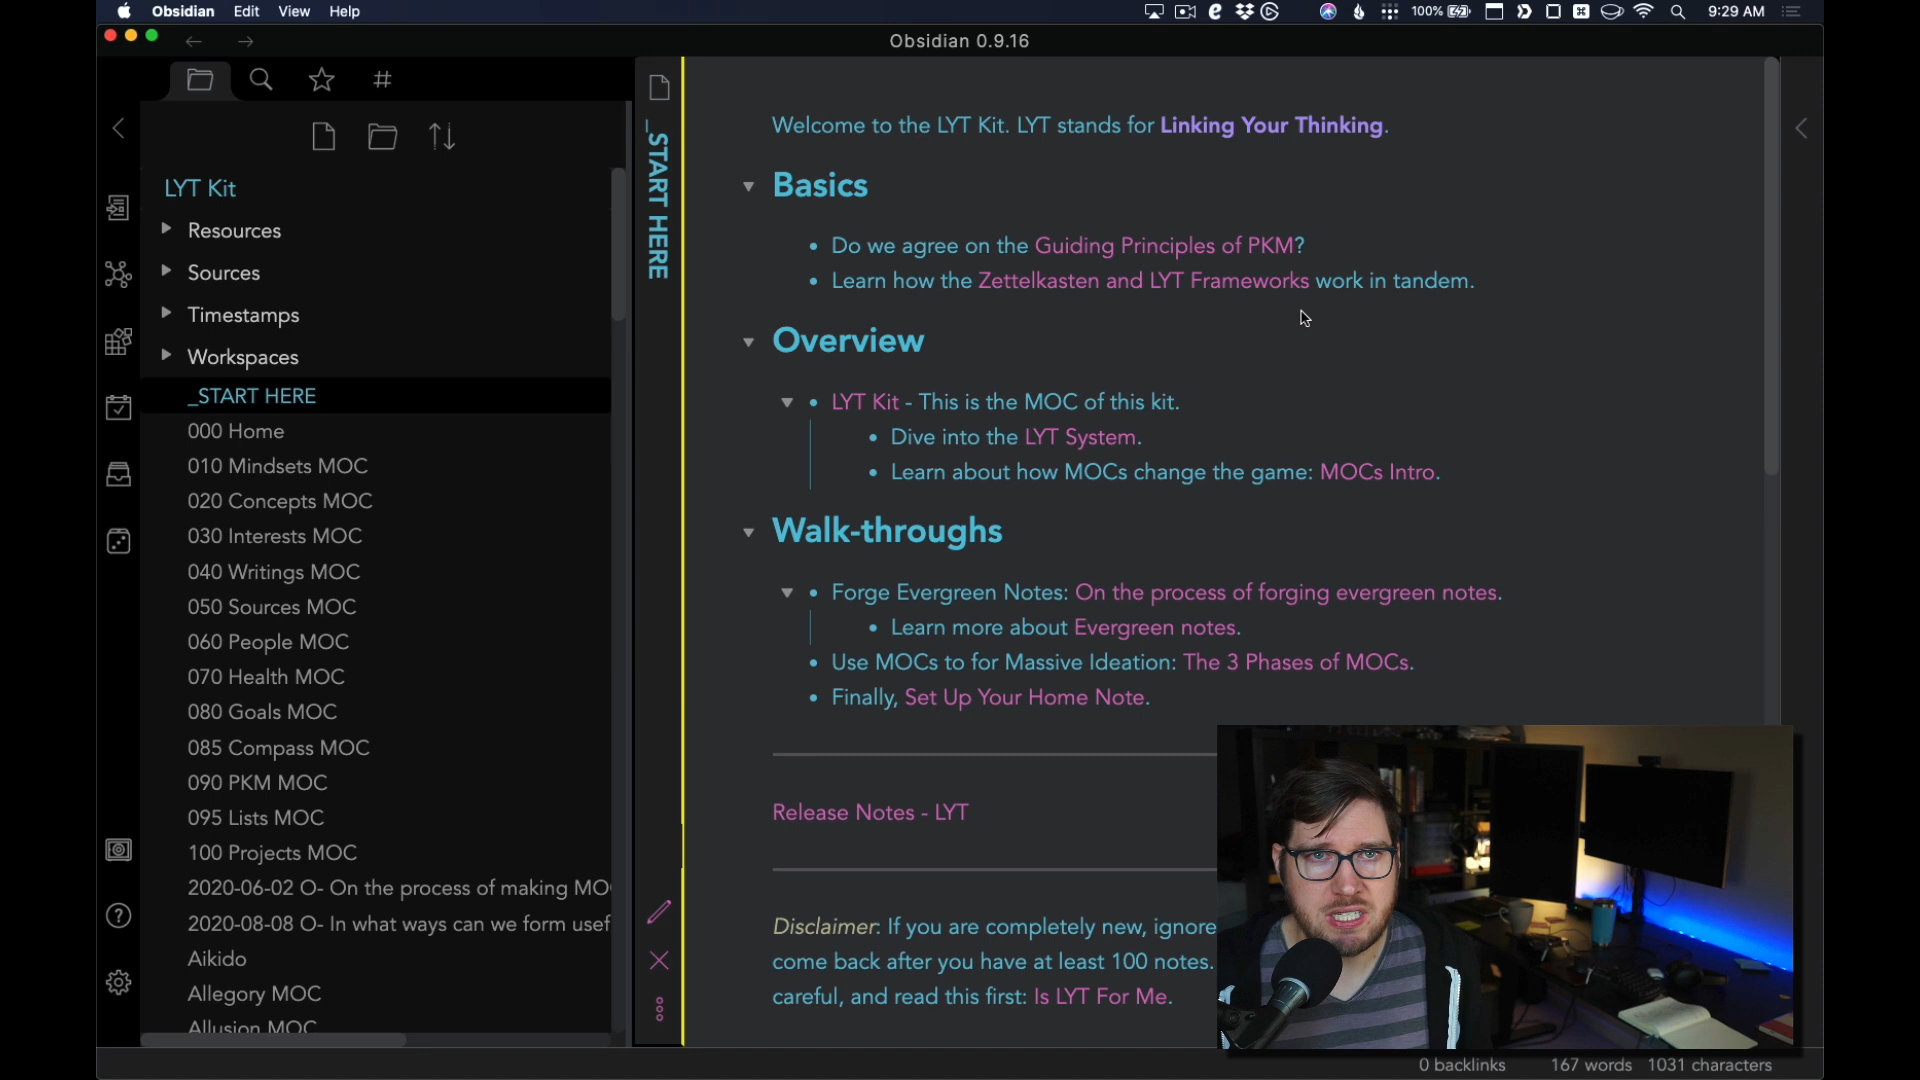 Obsidian Edit View Help
100% 9:29 AM
Obsidian 0.9.16
LYT Kit
Resources
Sources
Timestamps
Workspaces
_START HERE
000 Home
010 Mindsets MOC
020 Concepts MOC
030 Interests MOC
040 Writings MOC
050 Sources MOC
060 People MOC
070 Health MOC
080 Goals MOC
085 Compass MOC
090 PKM MOC
095 Lists MOC
100 Projects MOC
2020-06-02 O- On the process of making MO
2020-08-08 O- In what ways can we form usef
Aikido
Allegory MOC
Allusion MOC
_START HERE
Welcome to the LYT Kit. LYT stands for Linking Your Thinking.
Basics
• Do we agree on the Guiding Principles of PKM?
• Learn how the Zettelkasten and LYT Frameworks work in tandem.
Overview
• LYT Kit - This is the MOC of this kit.
• Dive into the LYT System.
• Learn about how MOCs change the game: MOCs Intro.
Walk-throughs
• Forge Evergreen Notes: On the process of forging evergreen notes.
• Learn more about Evergreen notes.
• Use MOCs to for Massive Ideation: The 3 Phases of MOCs.
• Finally, Set Up Your Home Note.
Release Notes - LYT
Disclaimer: If you are completely new, ignore
come back after you have at least 100 notes.
careful, and read this first: Is LYT For Me.
0 backlinks 167 words 1031 characters